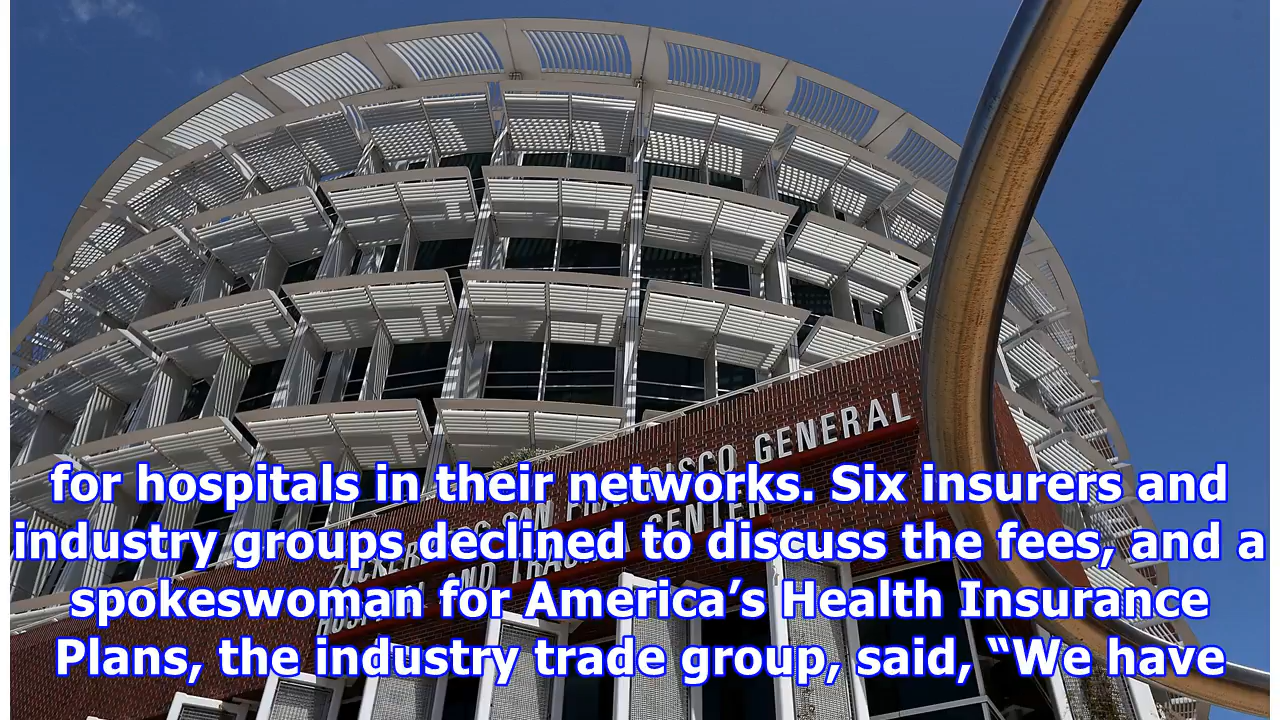 GENERAL
for hospitals in their networks. Six insurers and
industry groups declined to discuss the fees, and a
spokeswoman for America’s Health Insurance
Plans, the industry trade group, said, “We have